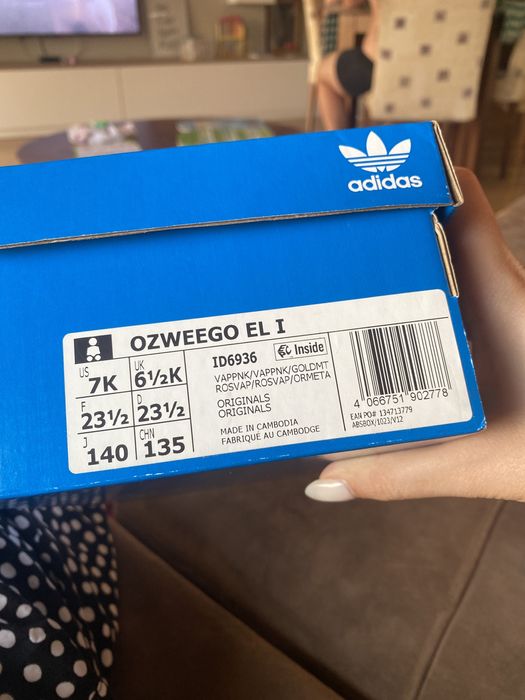 adidas
OZWEEGO EL I
US 7K UK 6½K
F 23½ D 23½
J 140 CHN 135
ID6936 Inside
VAPPNK/VAPPNK/GOLDMT
ROSVAP/ROSVAP/ORMETA
ORIGINALS
ORIGINALS
MADE IN CAMBODIA
FABRIQUÉ AU CAMBODGE
4 066751 902778
EAN PO# 134713779
ABSBOX/1023/V12